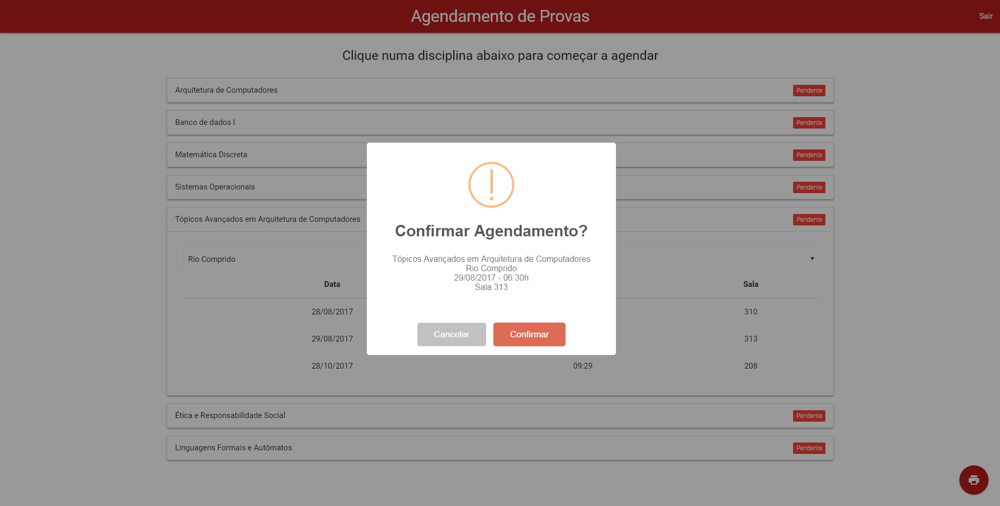 Agendamento de Provas
Sair
Clique numa disciplina abaixo para começar a agendar
Arquitetura de Computadores
Pendente
Banco de dados I
Pendente
Matemática Discreta
Pendente
Sistemas Operacionais
Pendente
Tópicos Avançados em Arquitetura de Computadores
Pendente
Rio Comprido
Data
Sala
28/08/2017
310
29/08/2017
313
28/10/2017
09:29
208
Confirmar Agendamento?
Tópicos Avançados em Arquitetura de Computadores
Rio Comprido
29/08/2017 - 06:30h
Sala 313
Cancelar
Confirmar
Ética e Responsabilidade Social
Pendente
Linguagens Formais e Autômatos
Pendente